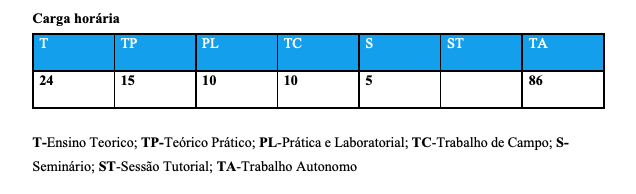 Carga horária
T TP PL TC S ST TA
24 15 10 10 5 86
T-Ensino Teorico; TP-Teórico Prático; PL-Prática e Laboratorial; TC-Trabalho de Campo; S-
Seminário; ST-Sessão Tutorial; TA-Trabalho Autonomo